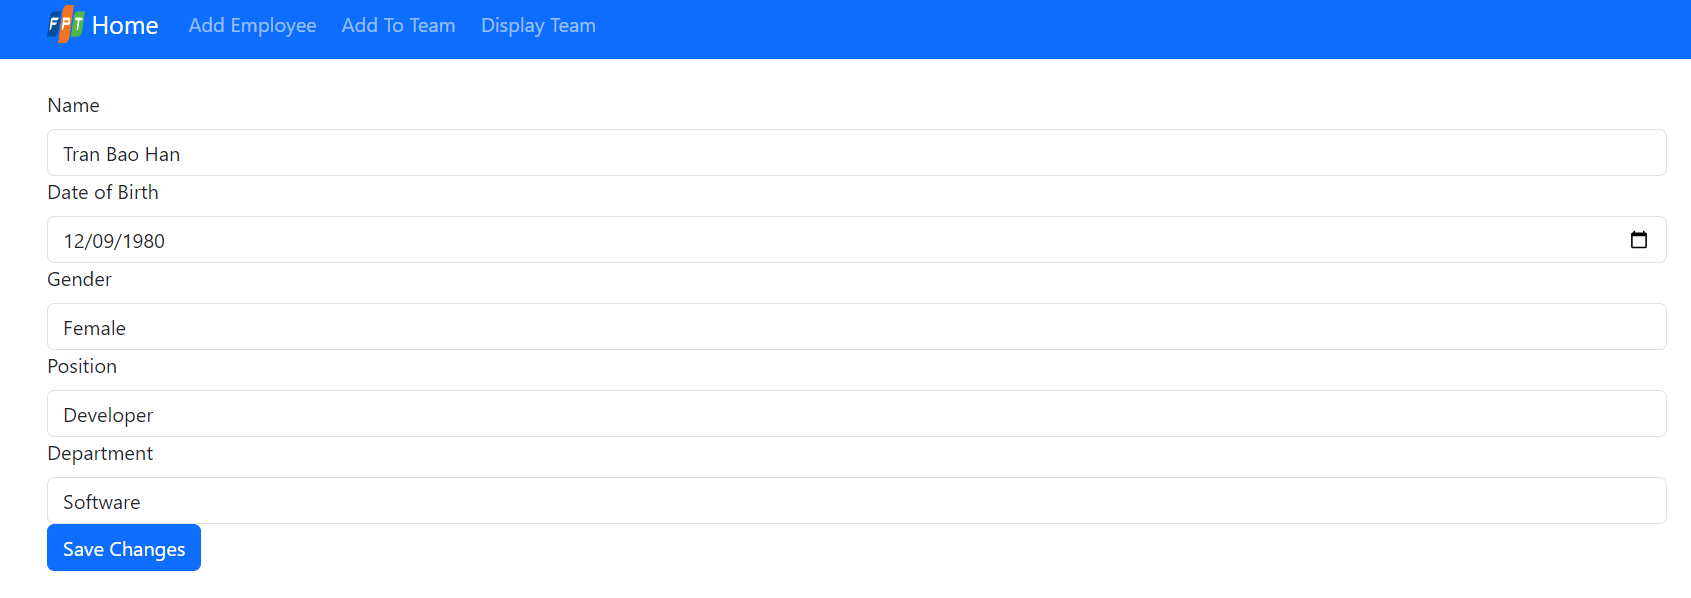 FPT Home Add Employee Add To Team Display Team
Name
Tran Bao Han
Date of Birth
12/09/1980
Gender
Female
Position
Developer
Department
Software
Save Changes